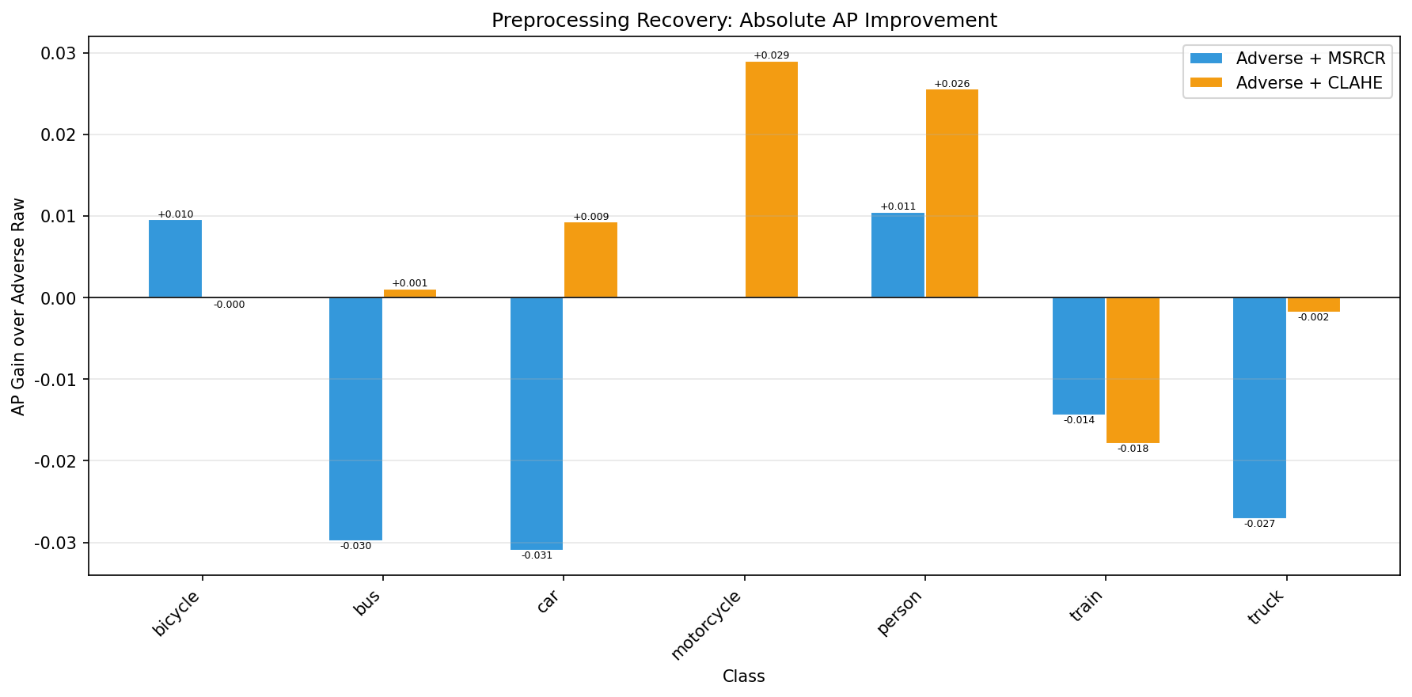 Preprocessing Recovery: Absolute AP Improvement
Adverse + MSRCR
Adverse + CLAHE
AP Gain over Adverse Raw
0.03
0.02
0.01
0.00
-0.01
-0.02
-0.03
+0.010
-0.000
-0.030
+0.001
-0.031
+0.009
+0.029
+0.011
+0.026
-0.014
-0.018
-0.027
-0.002
bicycle
bus
car
motorcycle
person
train
truck
Class